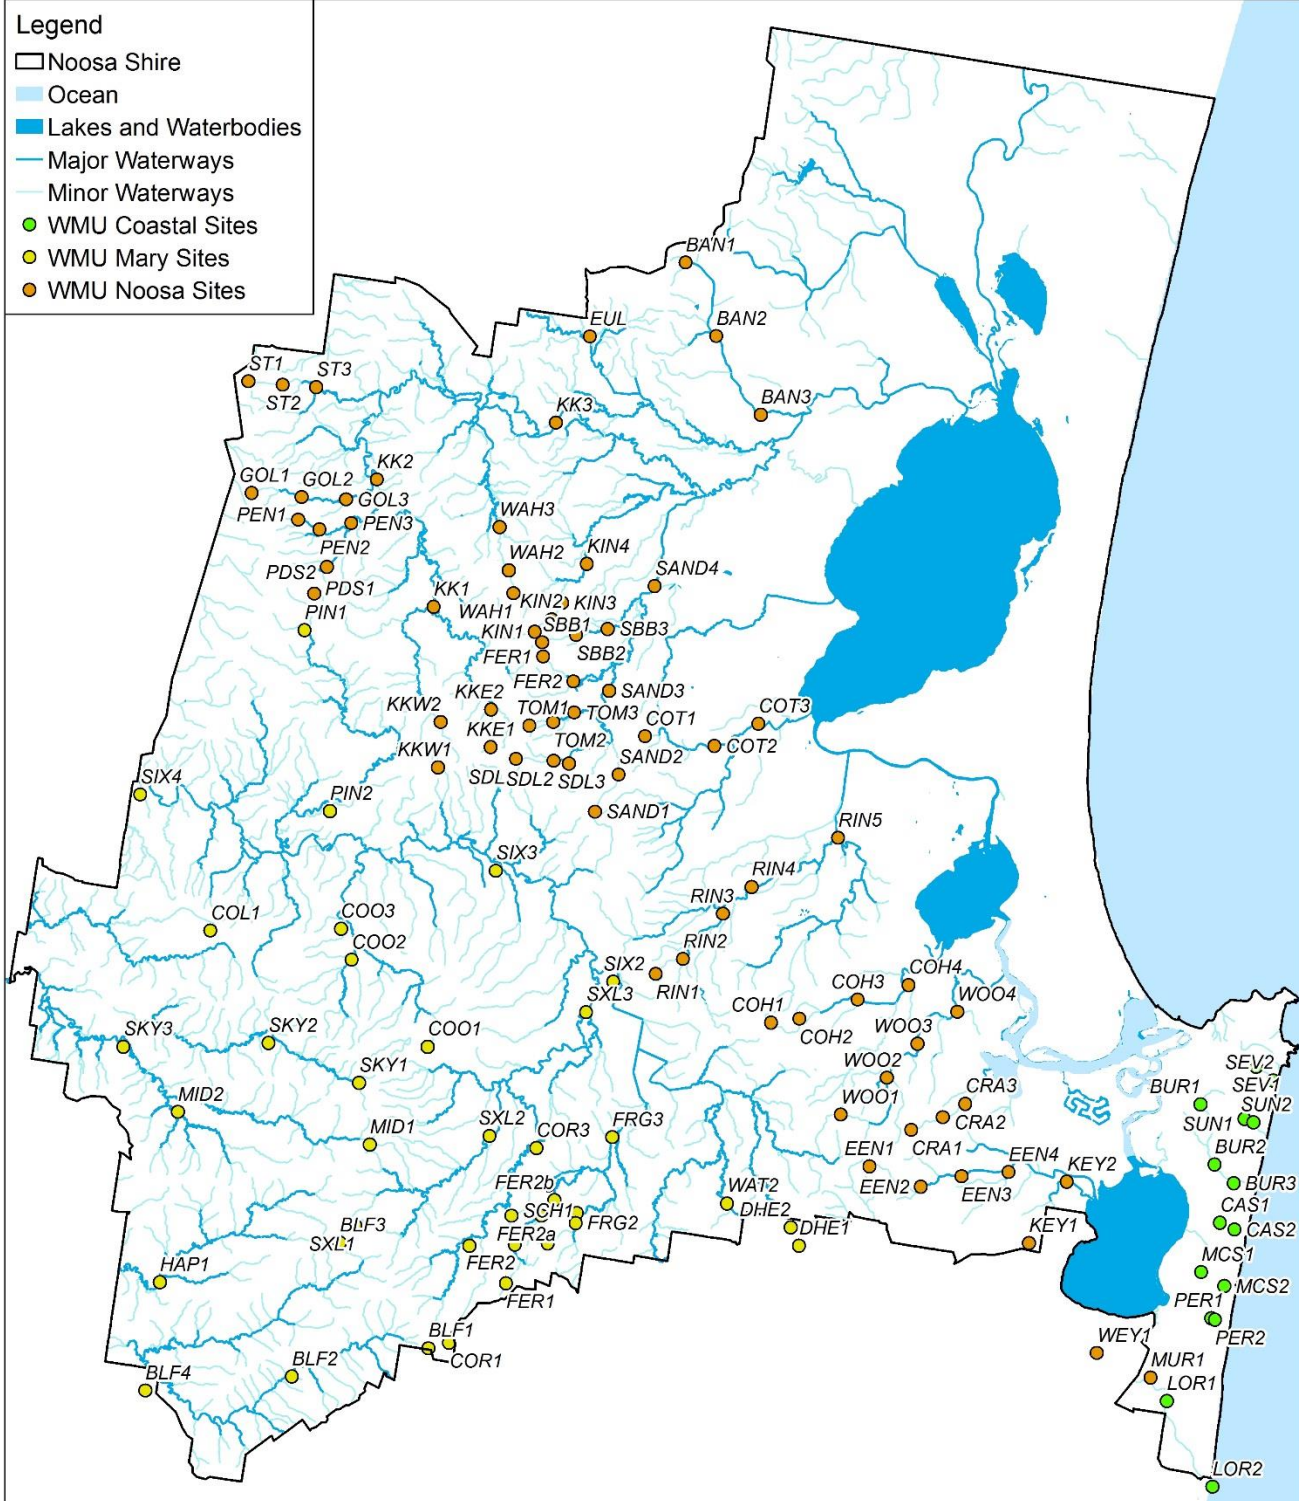 Legend
Noosa Shire
Ocean
Lakes and Waterbodies
Major Waterways
Minor Waterways
WMU Coastal Sites
WMU Mary Sites
WMU Noosa Sites
BAN1
EUL
BAN2
ST1
ST3
ST2
BAN3
KK3
KK2
GOL1
GOL2
GOL3
PEN1
PEN3
WAH3
PEN2
WAH2
KIN4
PDS2
SAND4
PDS1
KK1
KIN2
KIN3
PIN1
WAH1
SBB1
KIN1
SBB3
SBB2
FER1
FER2
SAND3
KKE2
KKW2
TOM1
TOM3
COT1
COT3
KKE1
TOM2
COT2
KKW1
SAND2
SIX4
SDL
SDL2
SDL3
PIN2
SAND1
RIN5
SIX3
RIN4
RIN3
COL1
COO3
COO2
RIN2
SIX2
RIN1
COH4
COH3
SXL3
COH1
WOO4
SKY3
SKY2
COO1
COH2
WOO3
WOO2
SKY1
SEV2
BUR1
SEV1
MID2
CRA3
SUN2
WOO1
SXL2
FRG3
CRA2
SUN1
MID1
COR3
CRA1
BUR2
EEN1
EEN4
KEY2
FER2b
WAT2
EEN2
EEN3
BUR3
SCH1
DHE2
CAS1
BLF3
FRG2
DHE1
KEY1
CAS2
SXL1
FER2a
HAP1
FER2
MCS1
MCS2
FER1
PER1
BLF1
PER2
WEY1
COR1
BLF2
MUR1
BLF4
LOR1
LOR2